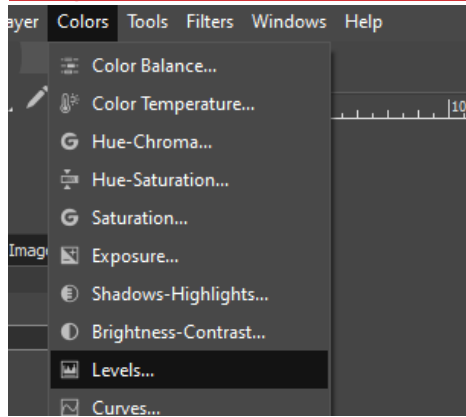 ayer Colors Tools Filters Windows Help
Color Balance...
Color Temperature...
10
Hue-Chroma...
Hue-Saturation...
Saturation...
Imag
Exposure...
Shadows-Highlights...
Brightness-Contrast...
Levels...
Curves...